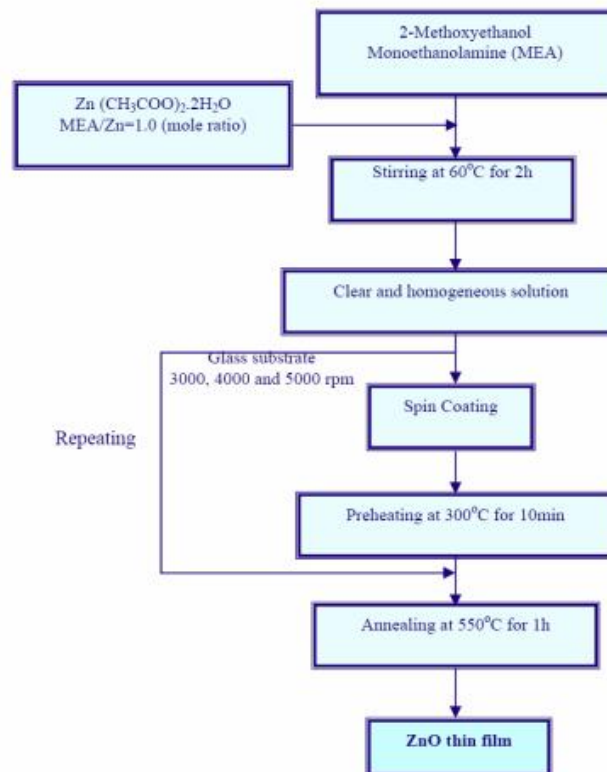 2-Methoxyethanol
Monoethanolamine (MEA)
Zn (CH₃COO)₂.2H₂O
MEA/Zn=1.0 (mole ratio)
Stirring at 60°C for 2h
Clear and homogeneous solution
Glass substrate
3000, 4000 and 5000 rpm
Spin Coating
Repeating
Preheating at 300°C for 10min
Annealing at 550°C for 1h
ZnO thin film